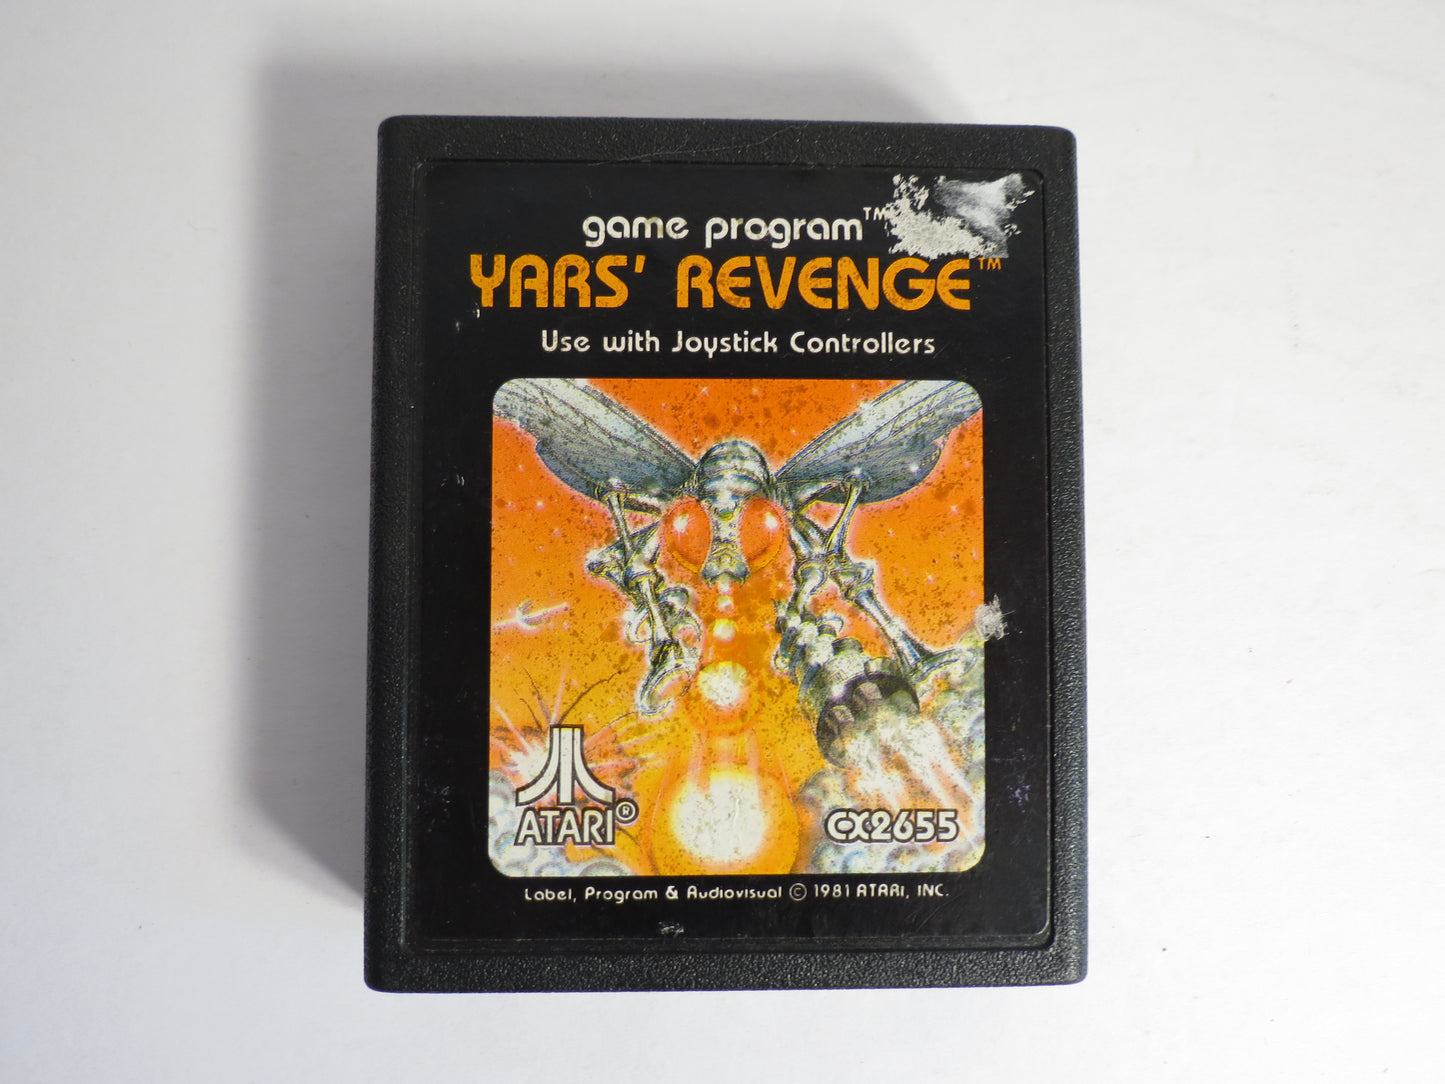 game program™
YARS' REVENGE™
Use with Joystick Controllers
ATARI®
CX2655
Label, Program & Audiovisual © 1981 ATARI, INC.